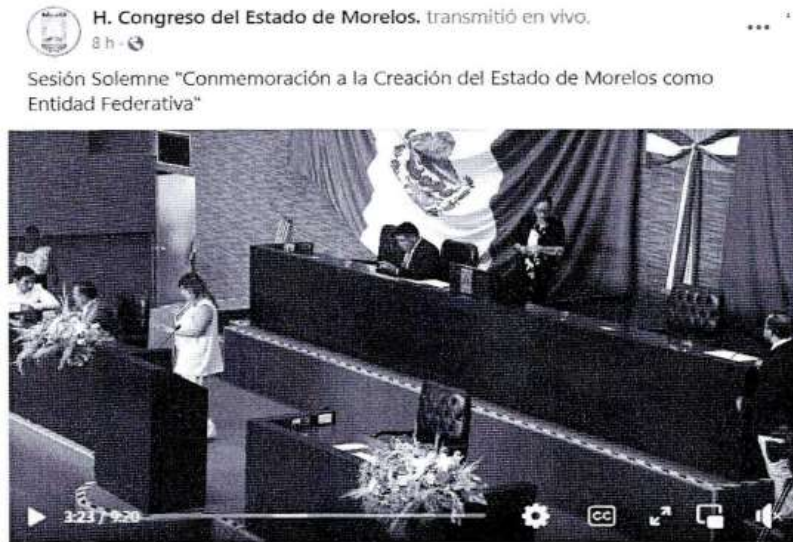 H. Congreso del Estado de Morelos. transmitió en vivo.
8 h ·
Sesión Solemne "Conmemoración a la Creación del Estado de Morelos como
Entidad Federativa"
3:23 / 9:20
CC